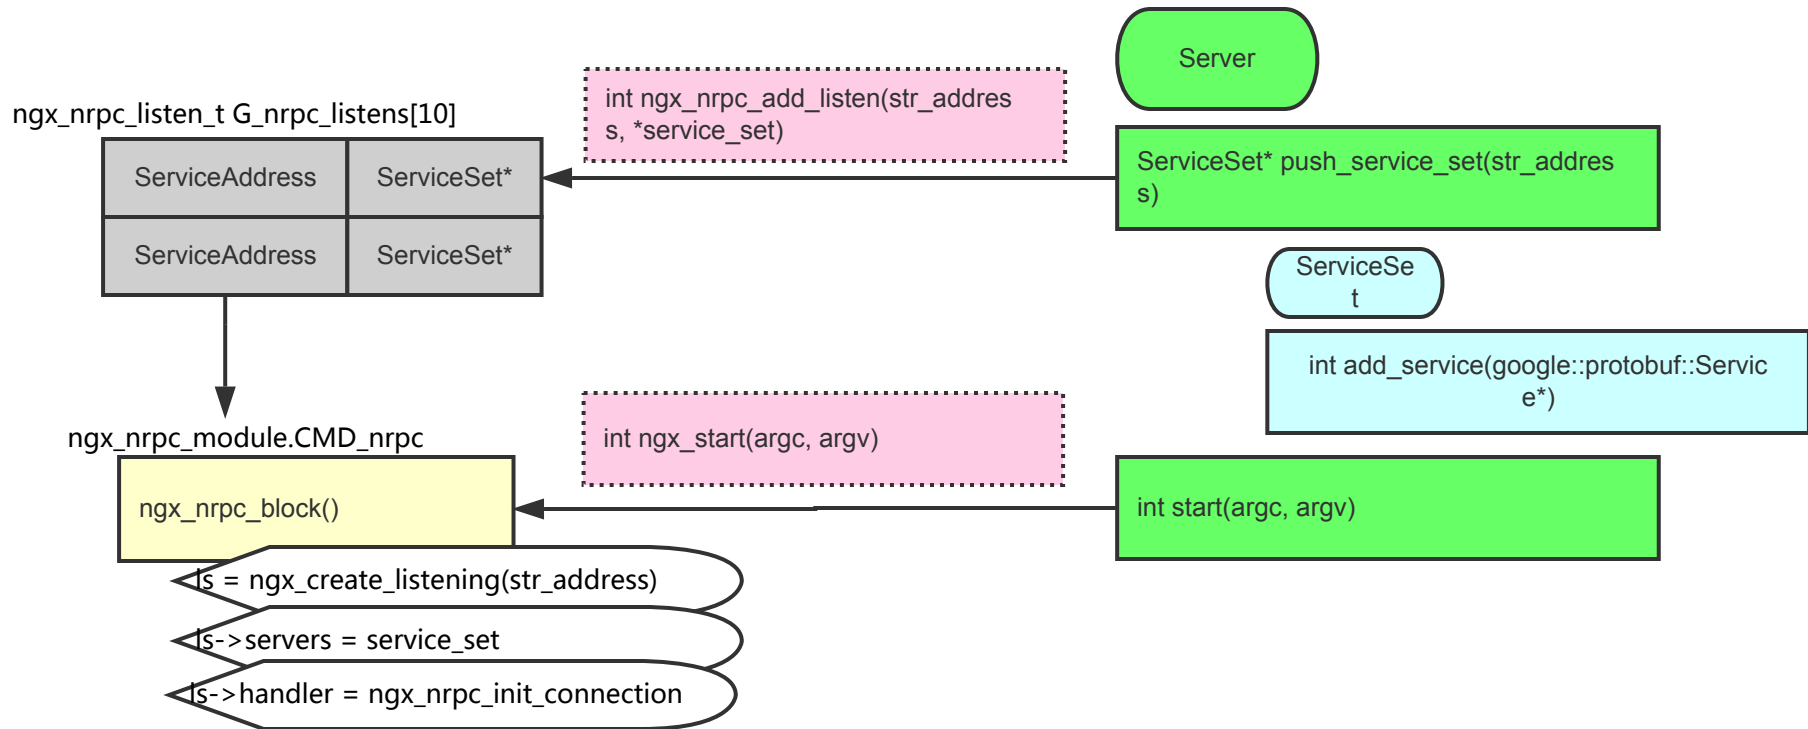 Server
int ngx_nrpc_add_listen(str_addres
s, *service_set)
ngx_nrpc_listen_t G_nrpc_listens[10]
ServiceAddress ServiceSet*
ServiceSet* push_service_set(str_addres
s)
ServiceAddress ServiceSet*
ServiceSe
t
int add_service(google::protobuf::Servic
e*)
ngx_nrpc_module.CMD_nrpc
int ngx_start(argc, argv)
ngx_nrpc_block()
int start(argc, argv)
ls = ngx_create_listening(str_address)
ls->servers = service_set
ls->handler = ngx_nrpc_init_connection